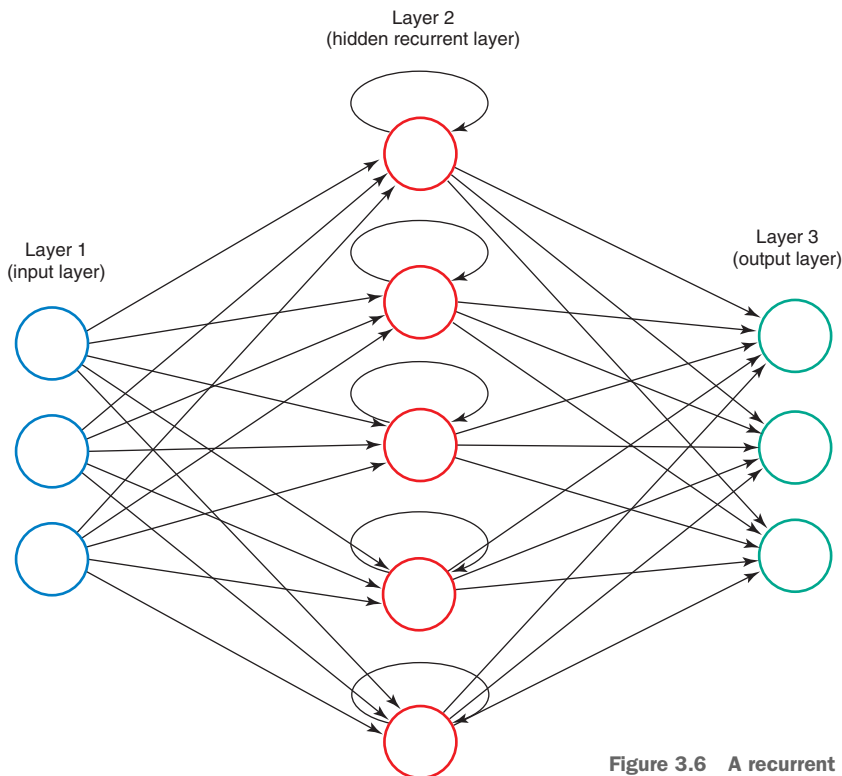 Layer 2
(hidden recurrent layer)
Layer 1
(input layer)
Layer 3
(output layer)
Figure 3.6 A recurrent